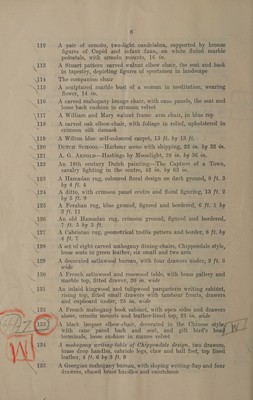 6
112 A pair of ormolu, two-light candelabra, supported by bronze
figures of Cupid and infant faun, on white fluted marble
pedestals, with ormolu mounts, 16 in.
113 A Stuart pattern carved walnut elbow chair, the seat and back
in tapestry, depicting figures of sportsmen in landscape
114 The companion chair
115 A sculptured marble bust of a woman in meditation, wearing
flower, 14 in.
116 A carved mahogany lounge chair, with cane panels, the seat and
loose back cushion in crimson velvet
117 A William and Mary walnut frame arm chair, in blue rep
118 A carved oak elbow-chair, with foliage in relief, upholstered in
crimson silk damask
119 A Wilton blue self-coloured carpet, 13 ft. by 15 ft.
120 DUTCH SCHOOL—Harbour scene with shipping, 22 in. by 32 in.
121 A. G. ARNOLD—Hastings by Moonlight, 28 in. by 36 in.
122 An 18th century Dutch painting—The Capture of a Town,
cavalry fighting in the centre, 42 in. by 63 in.
123 A Hamadan rug, coloured floral design on dark ground, 9 ft. 3
by 4 ft. 4
124 A ditto, with crimson panel centre and floral figuring, 13 ft. 2
by 3 ft. 9
125 A Ferahan rug, blue ground, figured and bordered, 6 ft. 1 by
3 ft. 11
126 An old Hamadan rug, crimson ground, figured and bordered,
7 ft. 5 by 3 ft.
127 A Cabristan rug, geometrical trellis pattern and border, 6 ft. by
4 ft. 7
128 A set of eight carved mahogany dining-chairs, Chippendale style,
loose seats in green leather, six small and two arm
129 A decorated satinwood bureau, with four drawers under, 2 ft. 6
wide
130 A French satinwood and rosewood table, with brass gallery and
marble top, fitted drawer, 20 in. wide
131 An inlaid kingwood and tulipwood pasqueterie writing cabinet,
rising top, fitted small drawers with tambour fronts, drawers
and cupboard under, 25 in. wide
132 A French mahogany book cabinet, with open sides and drawers
above, ormolu mounts and leather-lined top, 21 in. wide
133 A black lacquer elbow-chair, decorated in the Chinese style,
with cane panel back and seat, and gilt bird's head
terminals, loose cushion in mauve velvet
134 A mahogany writing-table of Chippendale design, two drawers,
brass drop handles, cabriole legs, claw and ball feet, top lined
leather, 4 ft. 6 by 2 ft. 9
135 A Georgian mahogany bureau, with sloping writing-flap and four
drawers, chased brass handles and escutcheon